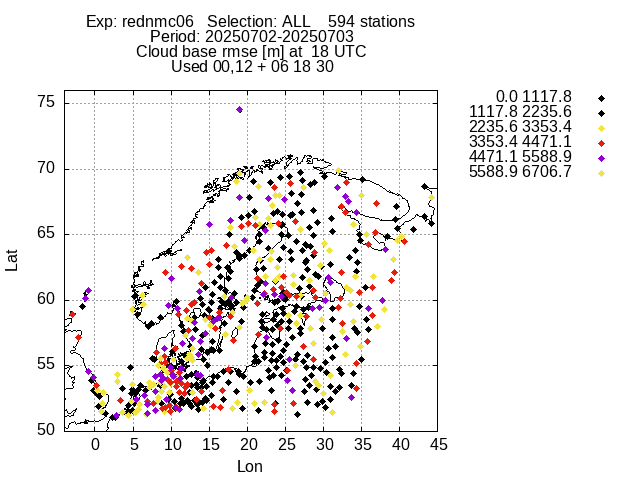 Exp: rednmc06   Selection: ALL    594 stations
Period: 20250702-20250703
Cloud base rmse [m] at  18 UTC
Used 00,12 + 06 18 30
0.0 1117.8
1117.8 2235.6
2235.6 3353.4
3353.4 4471.1
4471.1 5588.9
5588.9 6706.7
75
70
65
60
55
50
Lat
0 5 10 15 20 25 30 35 40 45
Lon